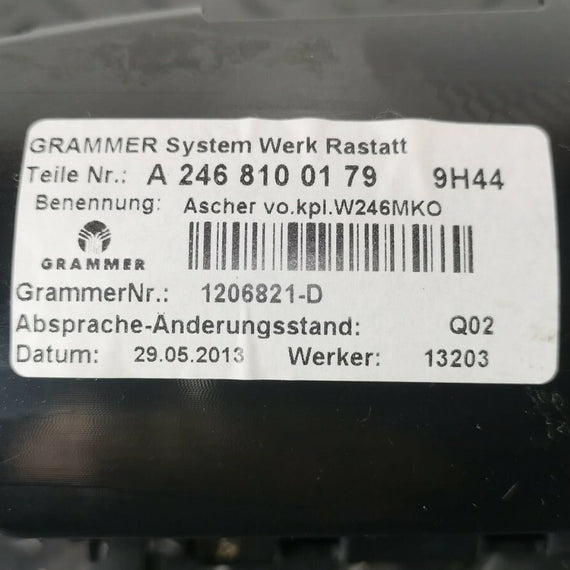 GRAMMER System Werk Rastatt
Teile Nr.: A 246 810 01 79 9H44
Benennung: Ascher vo.kpl.W246MKO
GRAMMER
GrammerNr.: 1206821-D
Absprache-Änderungsstand: Q02
Datum: 29.05.2013 Werker: 13203